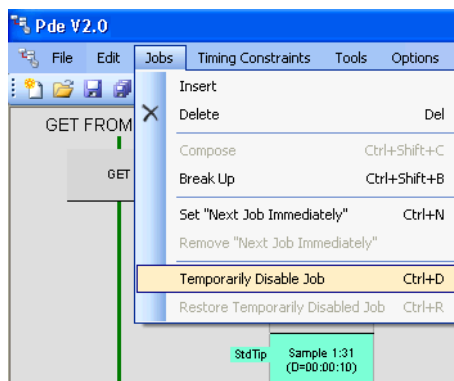 Pde V2.0
File Edit Jobs Timing Constraints Tools Options
Insert
Delete Del
GET FROM
Compose Ctrl+Shift+C
GET
Break Up Ctrl+Shift+B
Set "Next Job Immediately" Ctrl+N
Remove "Next Job Immediately"
Temporarily Disable Job Ctrl+D
Restore Temporarily Disabled Job Ctrl+R
StdTip Sample 1:31
(D=00:00:10)